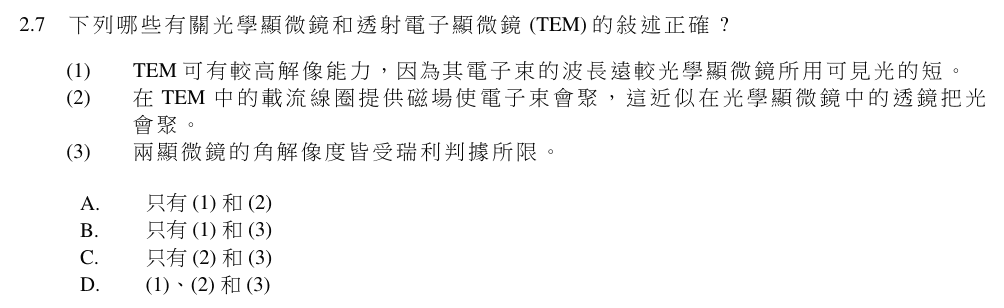 2.7 下列哪些有關光學顯微鏡和透射電子顯微鏡 (TEM) 的敍述正確？
(1) TEM 可有較高解像能力，因為其電子束的波長遠較光學顯微鏡所用可見光的短。
(2) 在 TEM 中的載流線圈提供磁場使電子束會聚，這近似在光學顯微鏡中的透鏡把光
會聚。
(3) 兩顯微鏡的角解像度皆受瑞利判據所限。
A. 只有 (1) 和 (2)
B. 只有 (1) 和 (3)
C. 只有 (2) 和 (3)
D. (1)、(2) 和 (3)